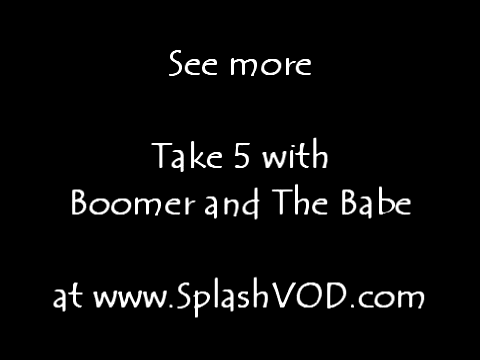 See more
Take 5 with
Boomer and The Babe
at www.SplashVOD.com